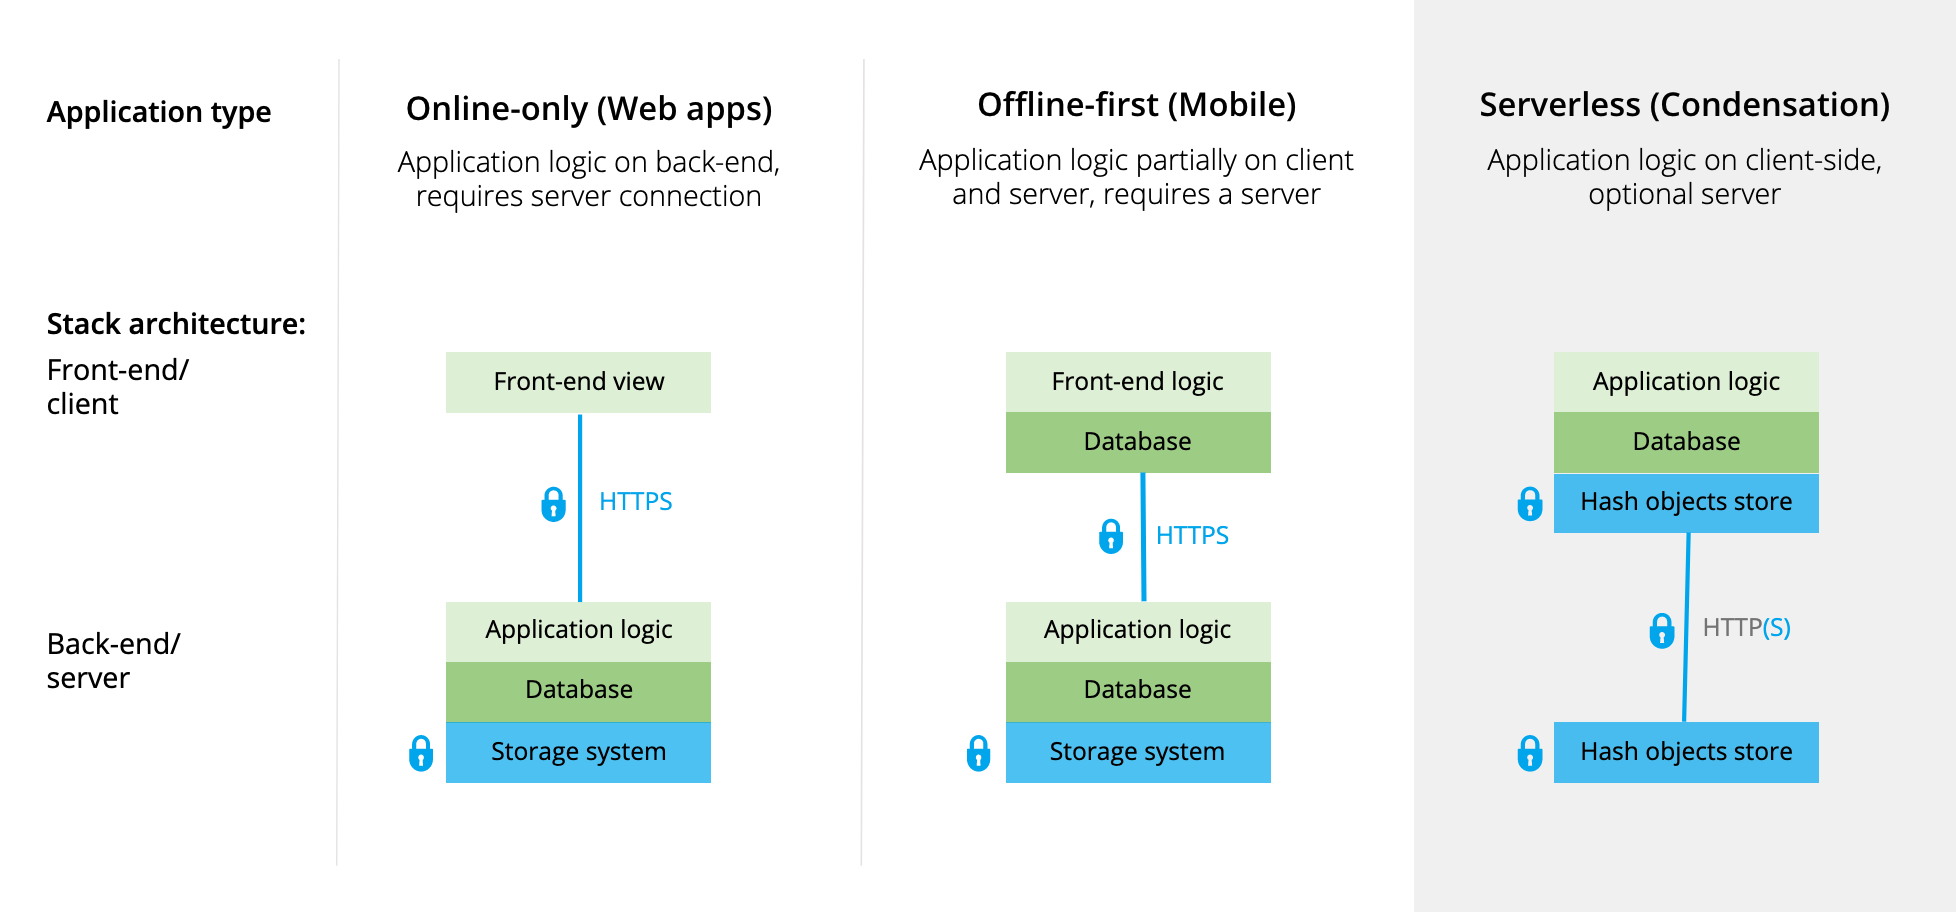 Application type
Online-only (Web apps)
Application logic on back-end,
requires server connection
Offline-first (Mobile)
Application logic partially on client
and server, requires a server
Serverless (Condensation)
Application logic on client-side,
optional server
Stack architecture:
Front-end/
client
Front-end view
HTTPS
Front-end logic
Database
HTTPS
Application logic
Database
Hash objects store
HTTP(S)
Back-end/
server
Application logic
Database
Storage system
Application logic
Database
Storage system
Hash objects store